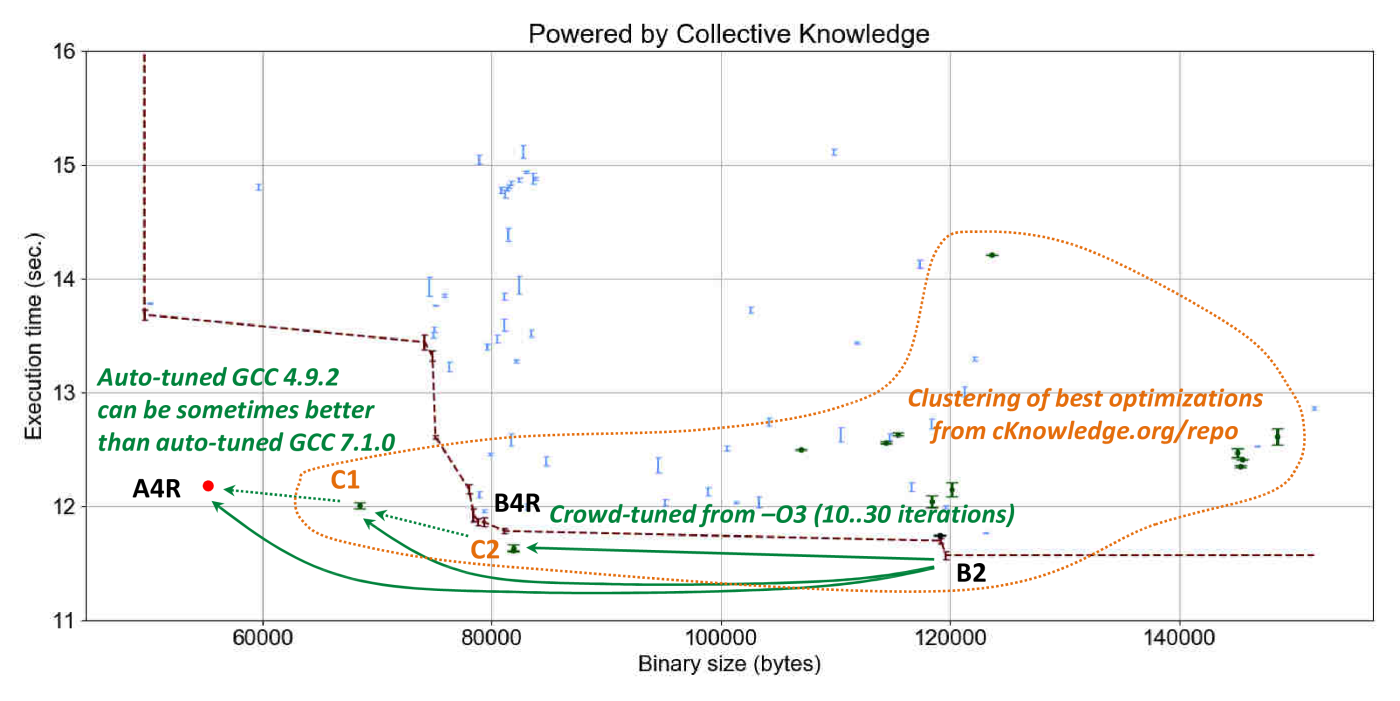 Powered by Collective Knowledge
16
15
14
13
12
11
Execution time (sec.)
Auto-tuned GCC 4.9.2
can be sometimes better
than auto-tuned GCC 7.1.0
Clustering of best optimizations
from cKnowledge.org/repo
A4R
C1
B4R
Crowd-tuned from –O3 (10..30 iterations)
C2
B2
60000
80000
100000
120000
140000
Binary size (bytes)